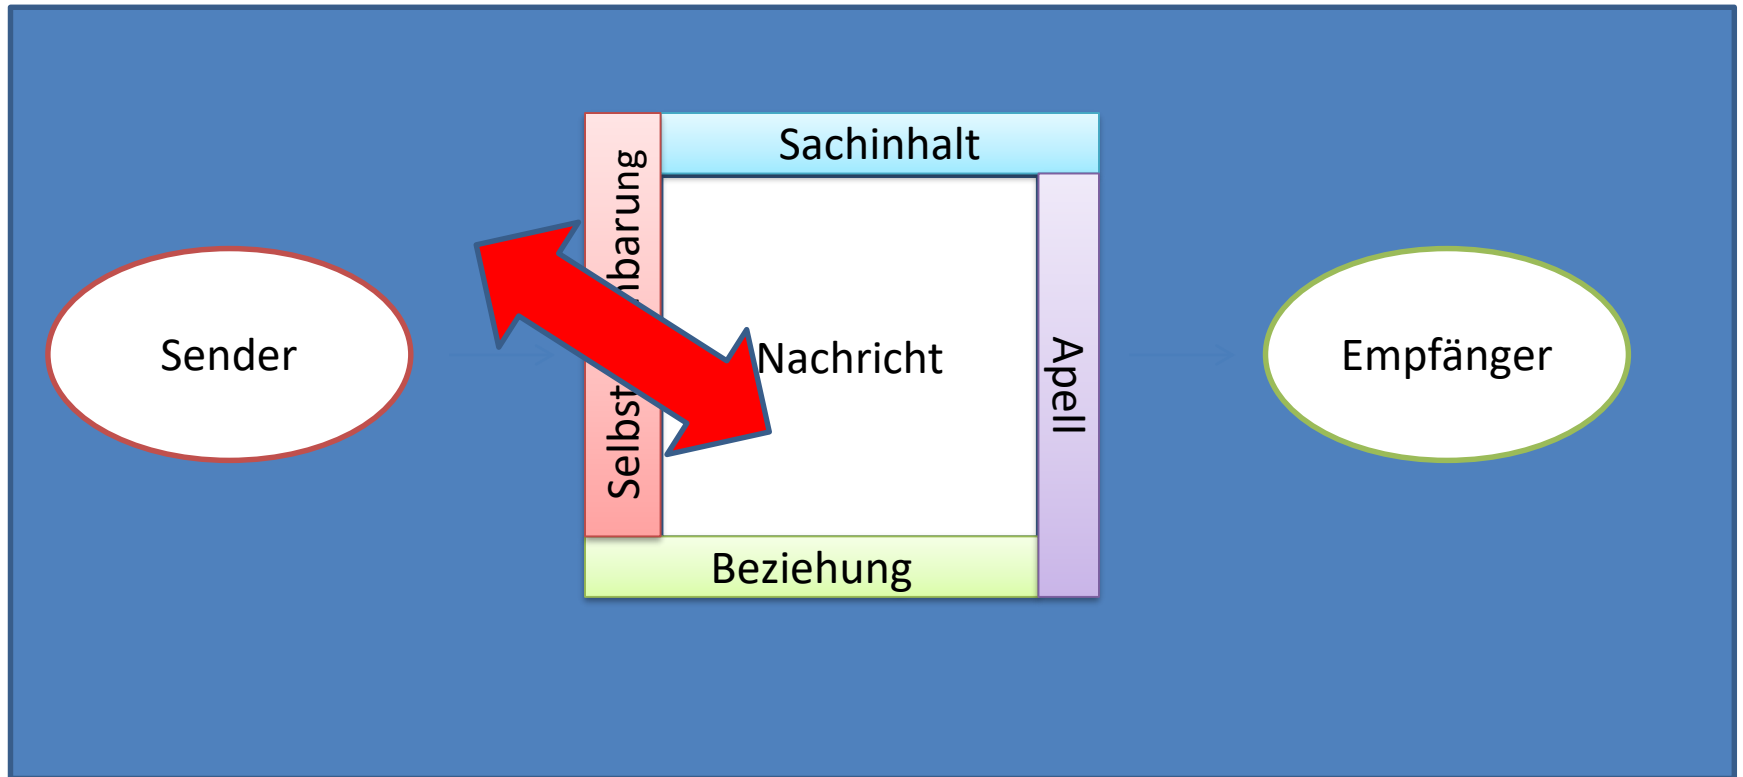 Sachinhalt
Sender
Nachricht
Apell
Empfänger
Beziehung